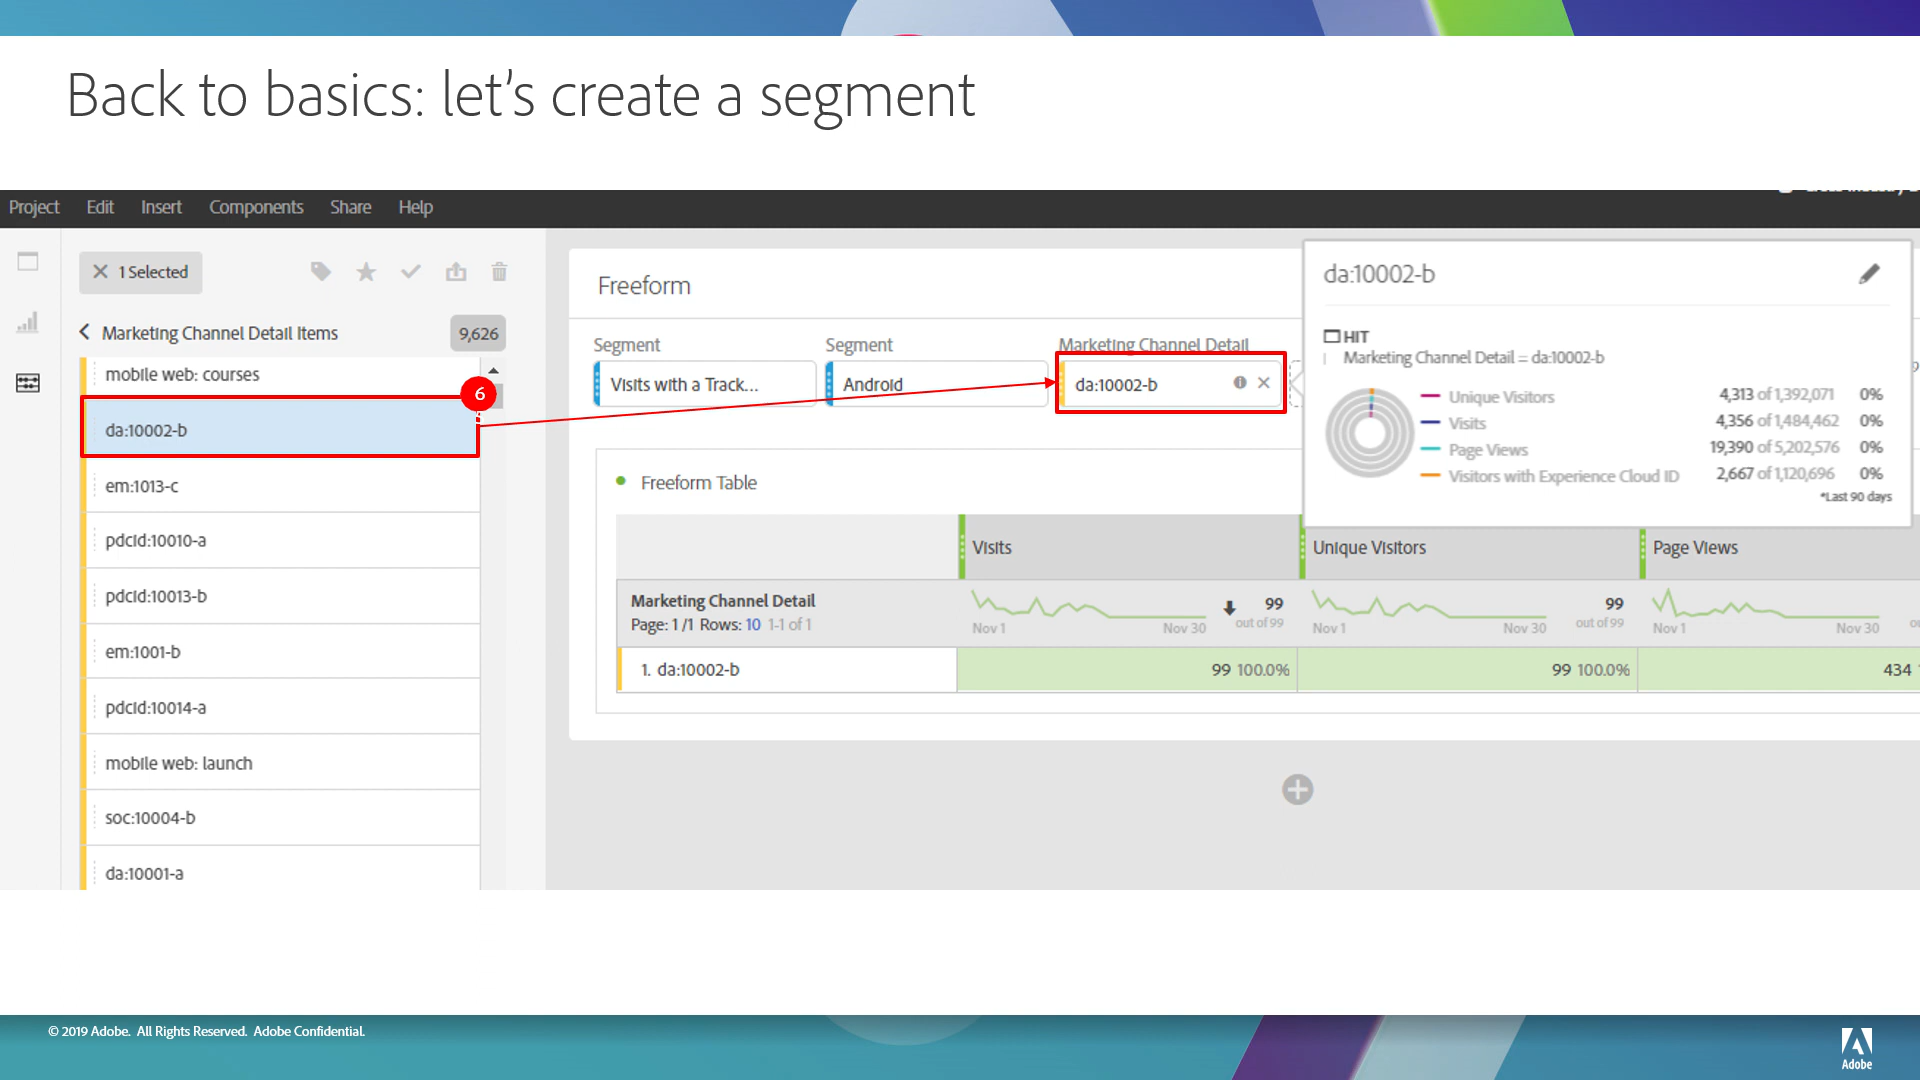 Back to basics: let's create a segment
Project Edit Insert Components Share Help
1 Selected
Marketing Channel Detail Items 9,626
mobile web: courses
6
da:10002-b
em:1013-c
pdcid:10010-a
pdcid:10013-b
em:1001-b
pdcid:10014-a
mobile web: launch
soc:10004-b
da:10001-a
Freeform
Segment Segment Marketing Channel Detail
Visits with a Track... Android da:10002-b
da:10002-b
HIT
Marketing Channel Detail = da:10002-b
Unique Visitors 4,313 of 1,392,071 0%
Visits 4,356 of 1,484,462 0%
Page Views 19,390 of 5,202,576 0%
Visitors with Experience Cloud ID 2,667 of 1,120,696 0%
*Last 90 days
Freeform Table
Visits Unique Visitors Page Views
Marketing Channel Detail
Page: 1 /1 Rows: 10 1-1 of 1
Nov 1 Nov 30 99 out of 99
Nov 1 Nov 30 99 out of 99
Nov 1 Nov 30
1. da:10002-b 99 100.0% 99 100.0% 434
© 2019 Adobe. All Rights Reserved. Adobe Confidential.
Adobe